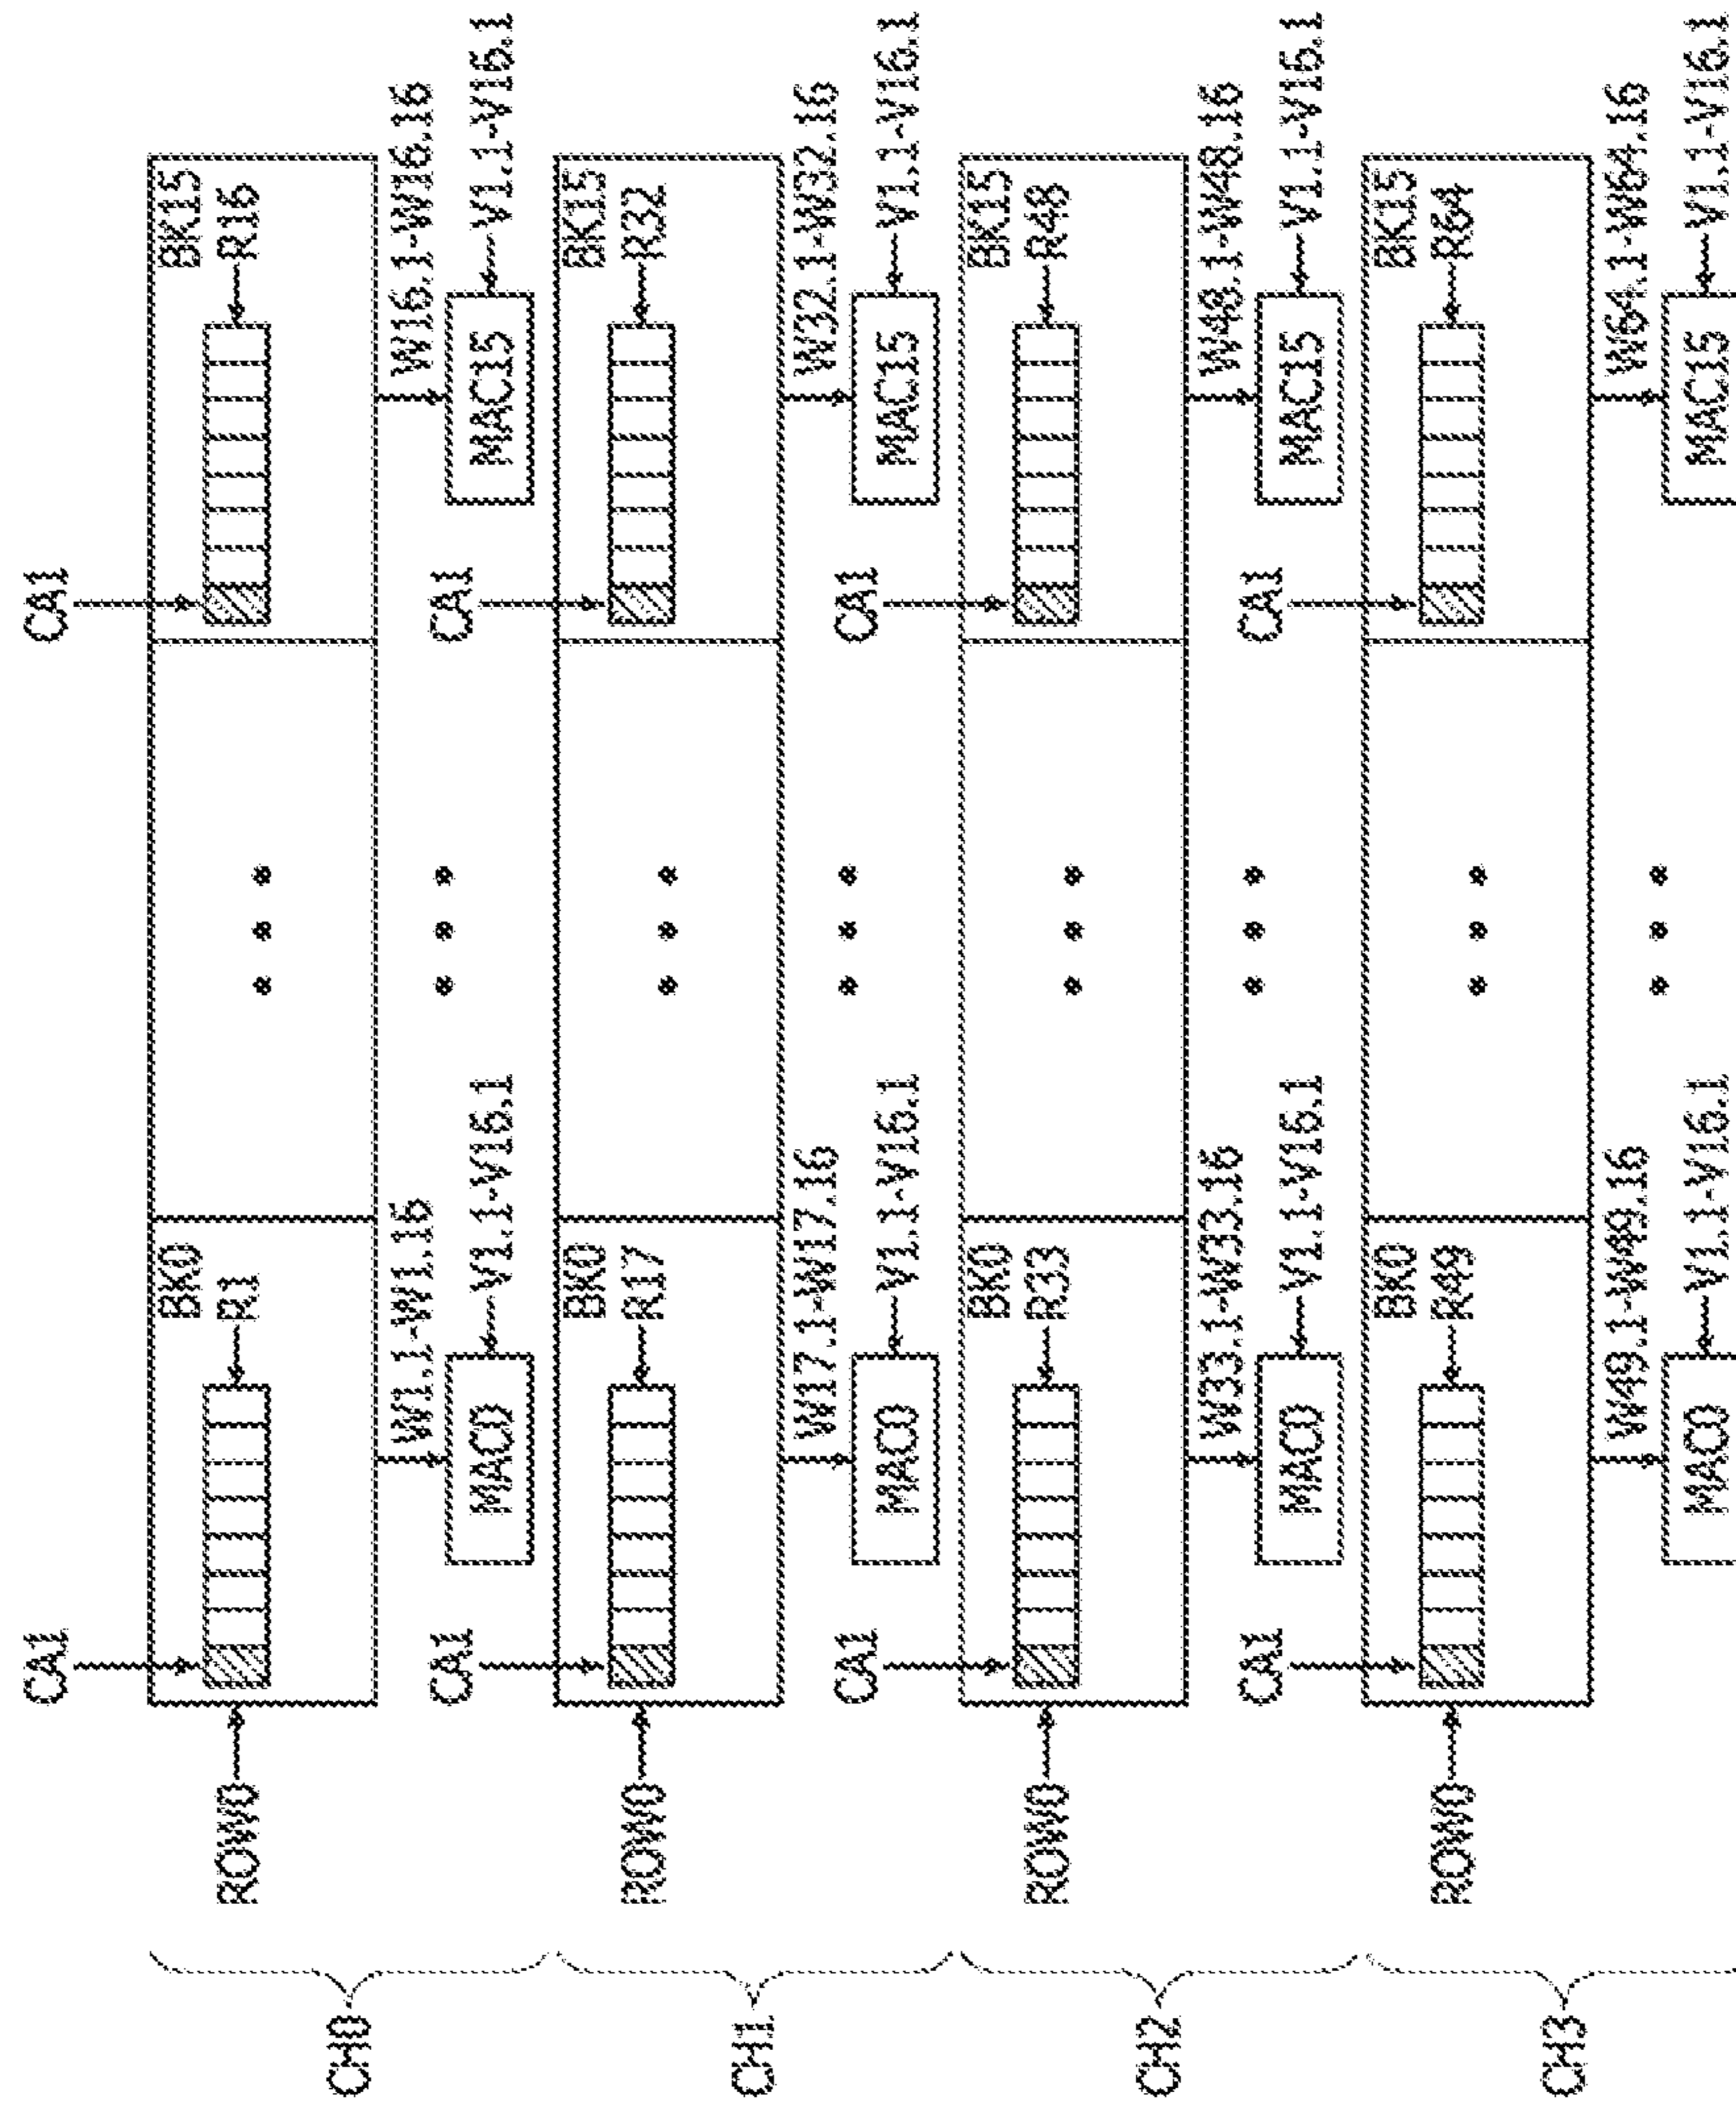 CA1 CA1
BK0 BK15
ROW0 R1 R16
CH0
W1.1-W1.16 W16.1-W16.16
MAC0 V1.1-V16.1 MAC15 V1.1-V16.1
CA1 CA1
BK0 BK15
ROW0 R17 R32
CH1
W17.1-W17.16 W32.1-W32.16
MAC0 V1.1-V16.1 MAC15 V1.1-V16.1
CA1 CA1
BK0 BK15
ROW0 R33 R48
CH2
W33.1-W33.16 W48.1-W48.16
MAC0 V1.1-V16.1 MAC15 V1.1-V16.1
CA1 CA1
BK0 BK15
ROW0 R49 R64
CH3
W49.1-W49.16 W64.1-W64.16
MAC0 V1.1-V16.1 MAC15 V1.1-V16.1